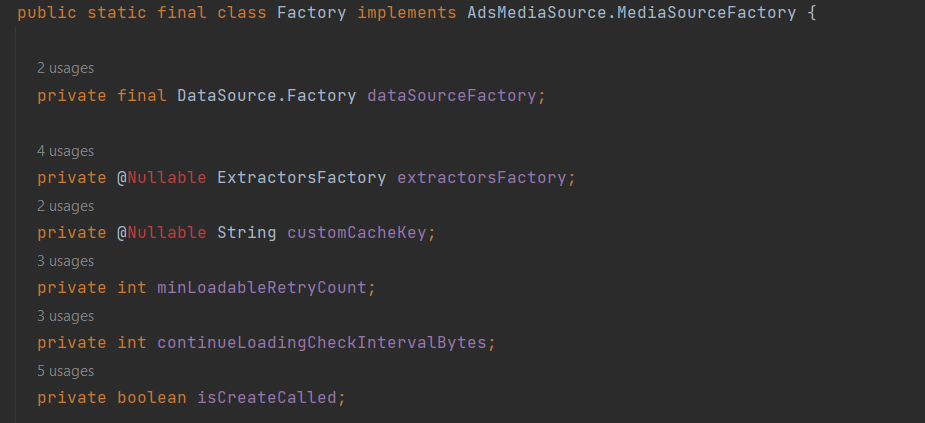 public static final class Factory implements AdsMediaSource.MediaSourceFactory {
2 usages
private final DataSource.Factory dataSourceFactory;
4 usages
private @Nullable ExtractorsFactory extractorsFactory;
2 usages
private @Nullable String customCacheKey;
3 usages
private int minLoadableRetryCount;
3 usages
private int continueLoadingCheckIntervalBytes;
5 usages
private boolean isCreateCalled;